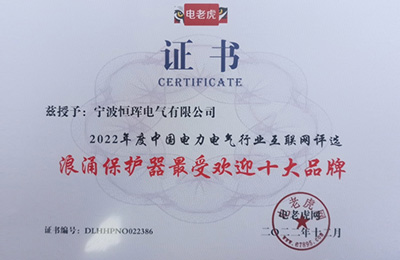 电老虎
证书
CERTIFICATE
兹授予：宁波恒珲电气有限公司
2022年度中国电力电气行业互联网评选
浪涌保护器最受欢迎十大品牌
电老虎网
证书编号：DLHHPNO022386
二〇二二年十二月